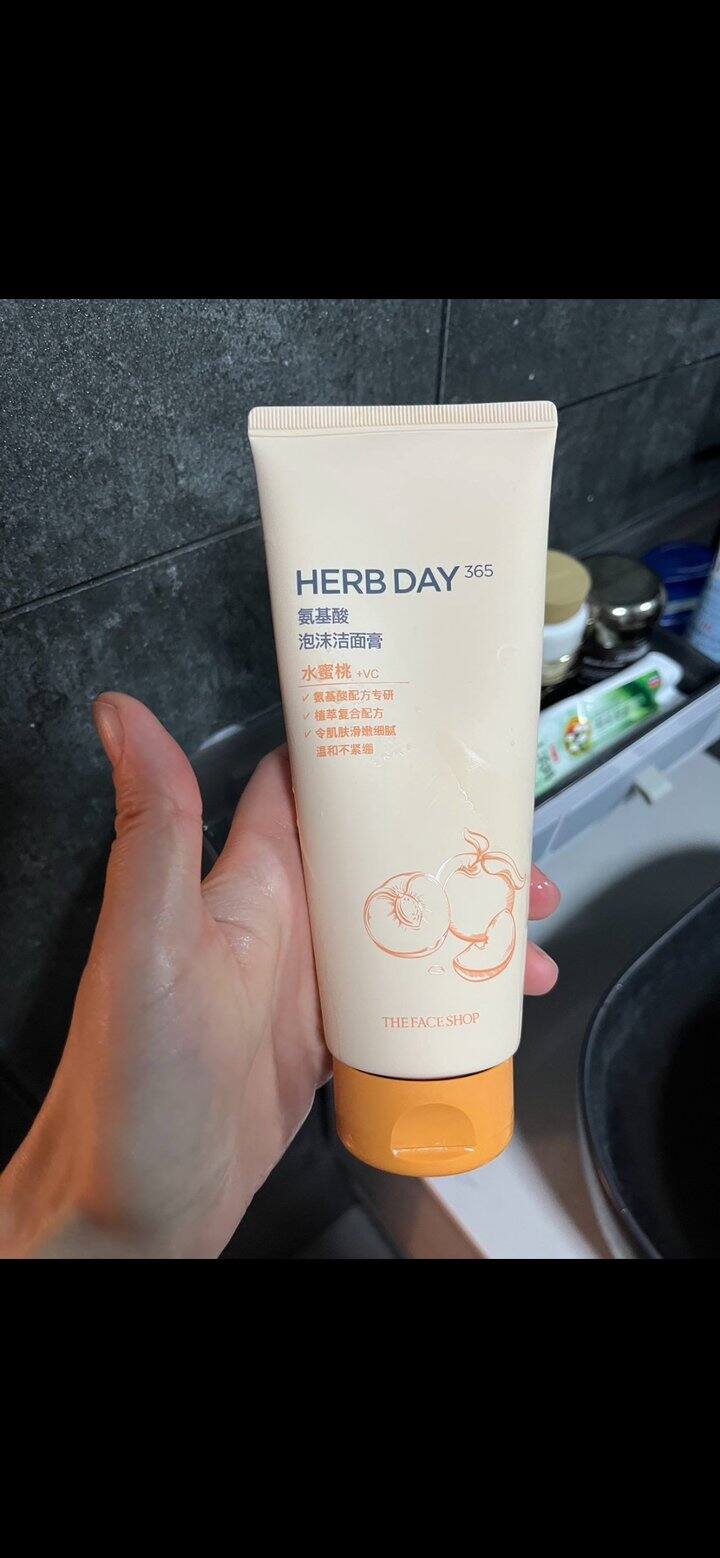 HERB DAY 365
氨基酸
泡沫洁面膏
水蜜桃 +VC
✓ 氨基酸配方专研
✓ 植萃复合配方
✓ 令肌肤滑嫩细腻
温和不紧绷
THE FACE SHOP